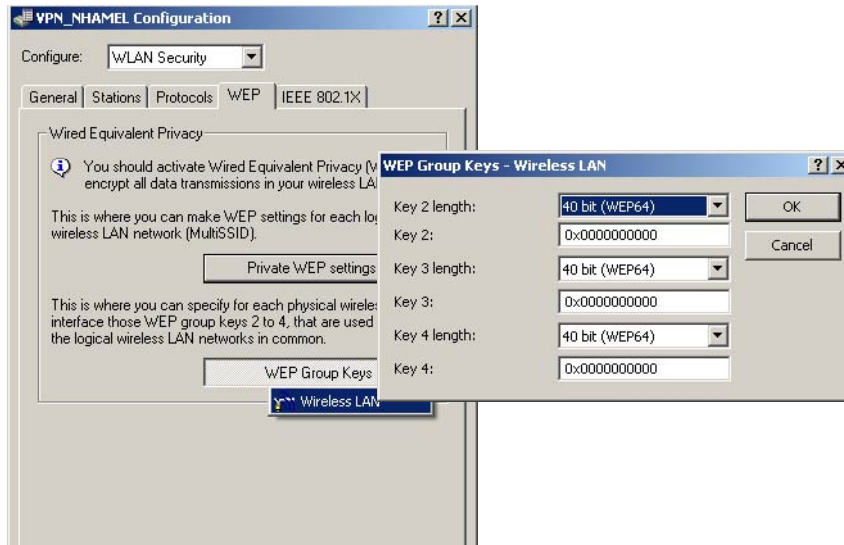 VPN_NHAMEL Configuration
Configure: WLAN Security
General Stations Protocols WEP IEEE 802.1X
Wired Equivalent Privacy
You should activate Wired Equivalent Privacy
encrypt all data transmissions in your wireless
This is where you can make WEP settings for each
wireless LAN network (MultiSSID).
Private WEP settings
This is where you can specify for each physical
interface those WEP group keys 2 to 4, that are used
the logical wireless LAN networks in common.
WEP Group Keys
Wireless LAN
WEP Group Keys - Wireless LAN
Key 2 length: 40 bit (WEP64)
Key 2: 0x0000000000
Key 3 length: 40 bit (WEP64)
Key 3: 0x0000000000
Key 4 length: 40 bit (WEP64)
Key 4: 0x0000000000
OK
Cancel